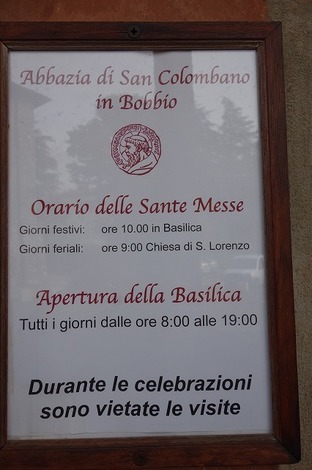 Abbazia di San Colombano
in Bobbio
Orario delle Sante Messe
Giorni festivi: ore 10.00 in Basilica
Giorni feriali: ore 9:00 Chiesa di S. Lorenzo
Apertura della Basilica
Tutti i giorni dalle ore 8:00 alle 19:00
Durante le celebrazioni
sono vietate le visite